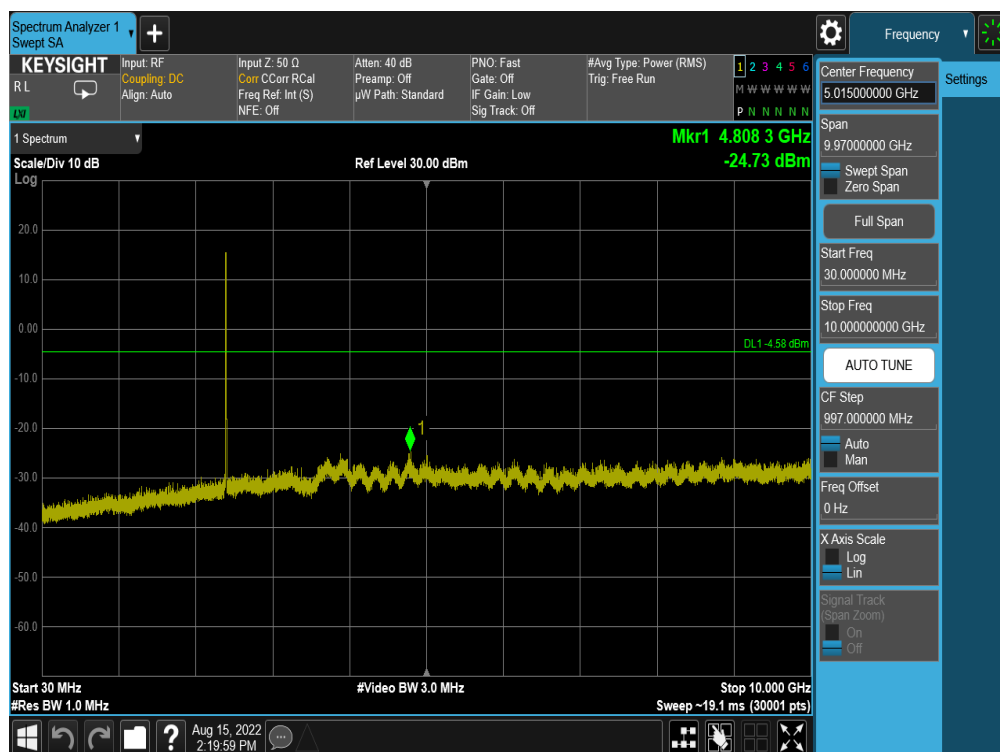 Spectrum Analyzer 1
Swept SA
Frequency
KEYSIGHT
R L
LXI
Input: RF
Coupling: DC
Align: Auto
Input Z: 50 Ω
Corr CCorr RCal
Freq Ref: Int (S)
NFE: Off
Atten: 40 dB
Preamp: Off
µW Path: Standard
PNO: Fast
Gate: Off
IF Gain: Low
Sig Track: Off
#Avg Type: Power (RMS)
Trig: Free Run
1 2 3 4 5 6
M W W W W W
P N N N N N
1 Spectrum
Mkr1 4.808 3 GHz
-24.73 dBm
Scale/Div 10 dB
Ref Level 30.00 dBm
Log
20.0
10.0
0.00
DL1 -4.58 dBm
-10.0
-20.0
1
-30.0
-40.0
-50.0
-60.0
Start 30 MHz
#Video BW 3.0 MHz
Stop 10.000 GHz
#Res BW 1.0 MHz
Sweep ~19.1 ms (30001 pts)
Aug 15, 2022
2:19:59 PM
Center Frequency
5.015000000 GHz
Settings
Span
9.97000000 GHz
Swept Span
Zero Span
Full Span
Start Freq
30.000000 MHz
Stop Freq
10.000000000 GHz
AUTO TUNE
CF Step
997.000000 MHz
Auto
Man
Freq Offset
0 Hz
X Axis Scale
Log
Lin
Signal Track
(Span Zoom)
On
Off